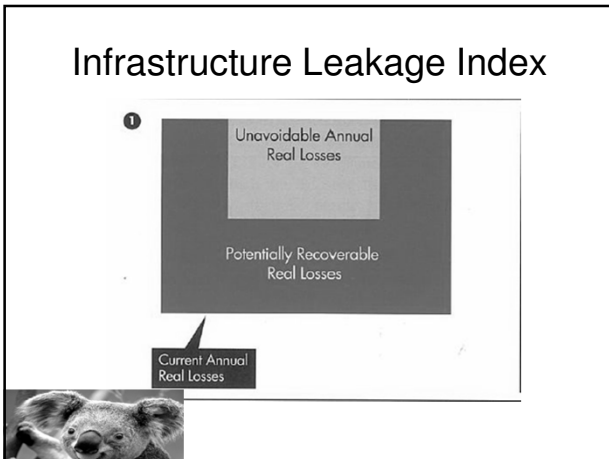 Infrastructure Leakage Index
1
Unavoidable Annual
Real Losses
Potentially Recoverable
Real Losses
Current Annual
Real Losses